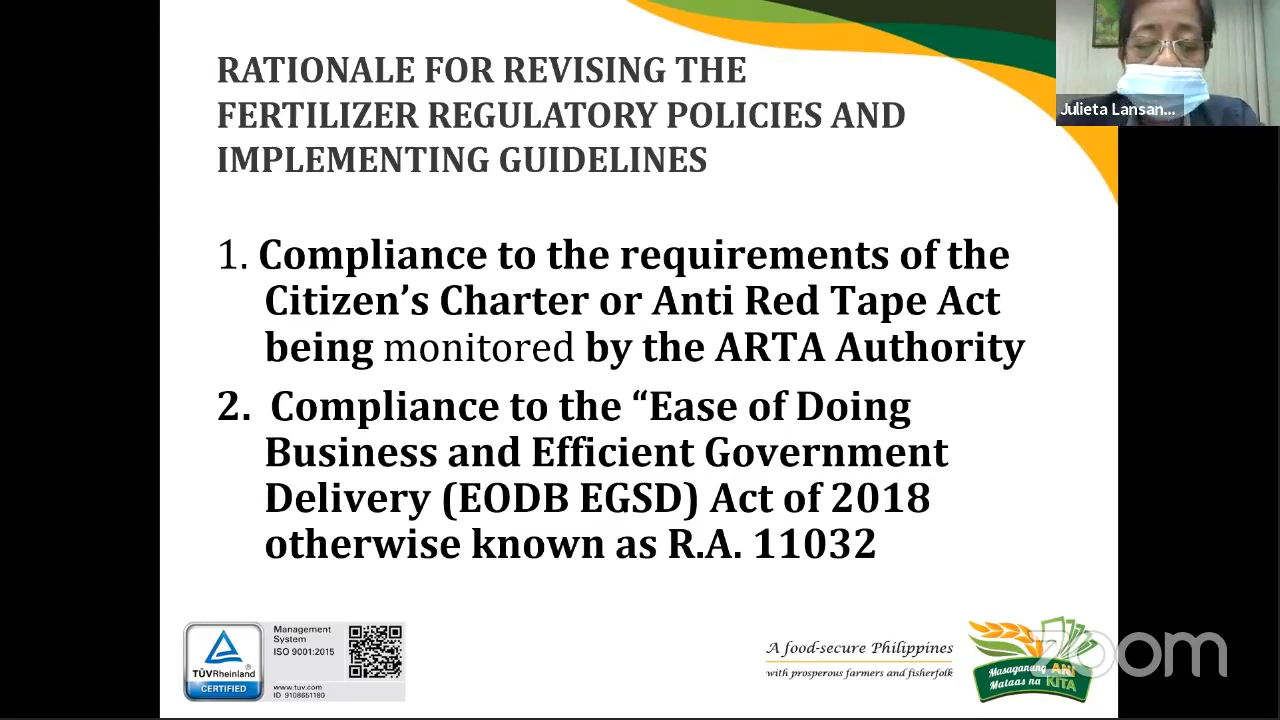 RATIONALE FOR REVISING THE
FERTILIZER REGULATORY POLICIES AND
IMPLEMENTING GUIDELINES
Julieta Lansan...
1. Compliance to the requirements of the
Citizen’s Charter or Anti Red Tape Act
being monitored by the ARTA Authority
2. Compliance to the “Ease of Doing
Business and Efficient Government
Delivery (EODB EGSD) Act of 2018
otherwise known as R.A. 11032
Management
System
ISO 9001:2015
TÜVRheinland®
CERTIFIED
www.tuv.com
ID 9108651180
A food-secure Philippines
with prosperous farmers and fisherfolk
Masaganang ANI
Mataas na KITA
zoom